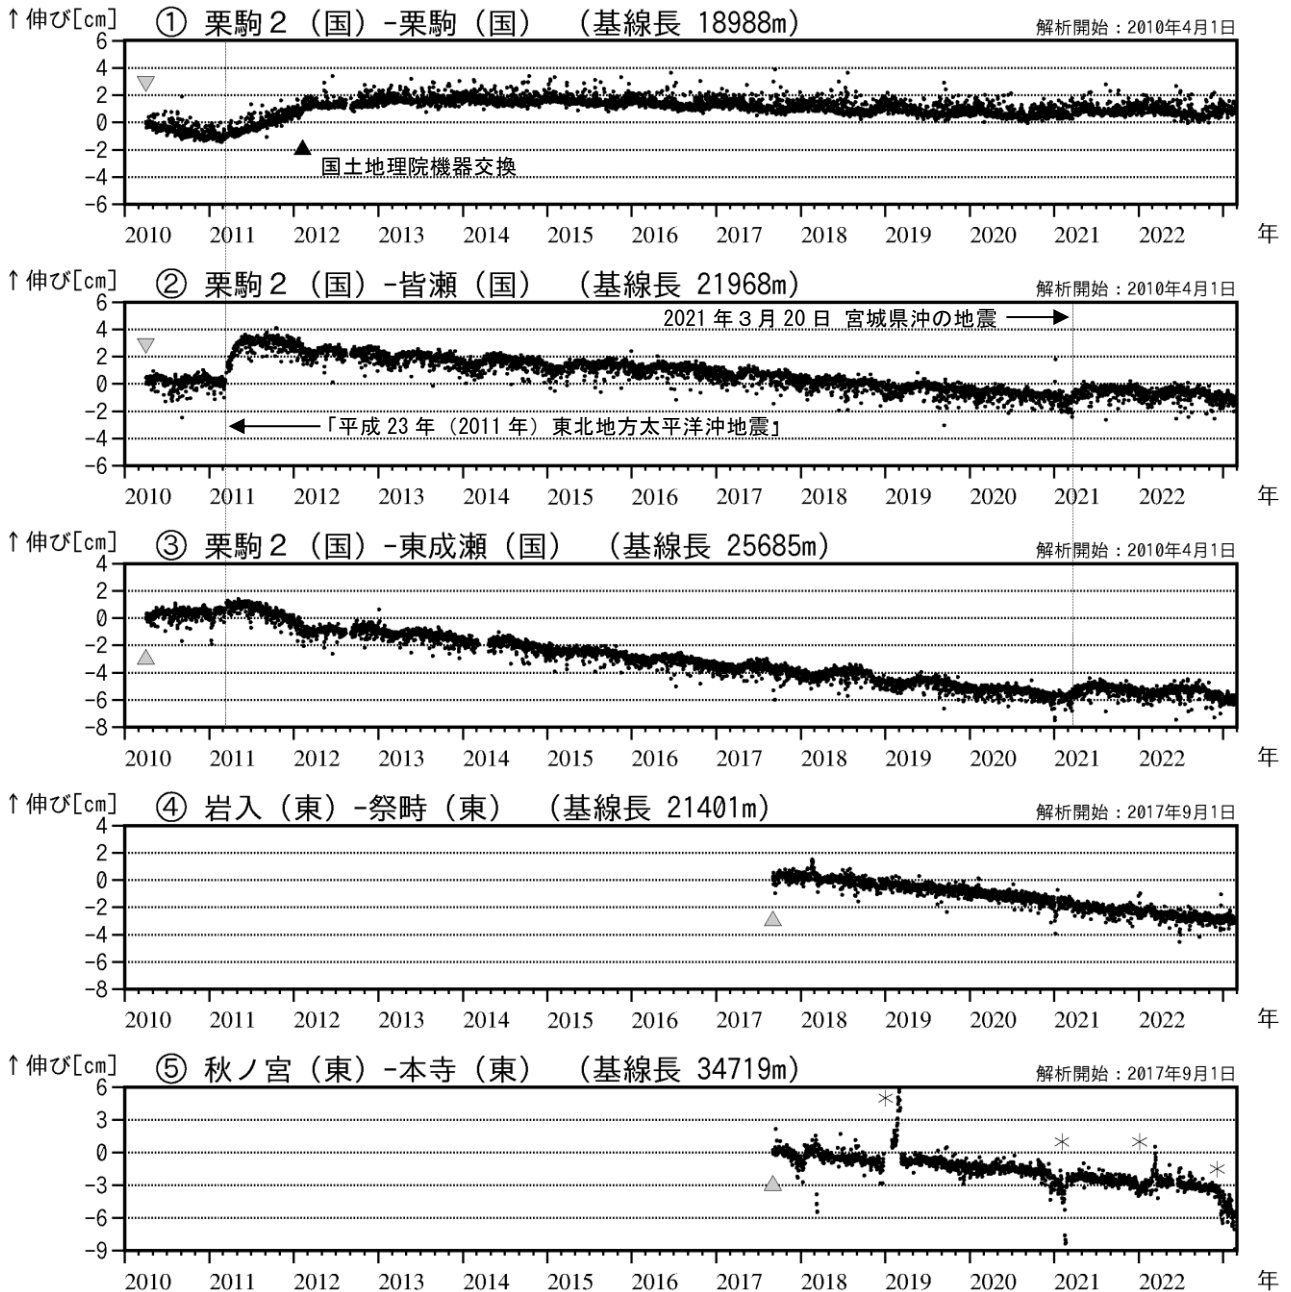 ↑伸び[cm] ① 栗駒２（国）-栗駒（国） （基線長 18988m） 解析開始：2010年4月1日
6
4
2
0
-2
-4
-6
国土地理院機器交換
2010 2011 2012 2013 2014 2015 2016 2017 2018 2019 2020 2021 2022 年
↑伸び[cm] ② 栗駒２（国）-皆瀬（国） （基線長 21968m） 解析開始：2010年4月1日
6
4
2
0
-2
-4
-6
2021 年３月 20 日 宮城県沖の地震
「平成 23 年（2011 年）東北地方太平洋沖地震」
2010 2011 2012 2013 2014 2015 2016 2017 2018 2019 2020 2021 2022 年
↑伸び[cm] ③ 栗駒２（国）-東成瀬（国） （基線長 25685m） 解析開始：2010年4月1日
4
2
0
-2
-4
-6
-8
2010 2011 2012 2013 2014 2015 2016 2017 2018 2019 2020 2021 2022 年
↑伸び[cm] ④ 岩入（東）-祭畤（東） （基線長 21401m） 解析開始：2017年9月1日
4
2
0
-2
-4
-6
-8
2010 2011 2012 2013 2014 2015 2016 2017 2018 2019 2020 2021 2022 年
↑伸び[cm] ⑤ 秋ノ宮（東）-本寺（東） （基線長 34719m） 解析開始：2017年9月1日
6
3
0
-3
-6
-9
2010 2011 2012 2013 2014 2015 2016 2017 2018 2019 2020 2021 2022 年